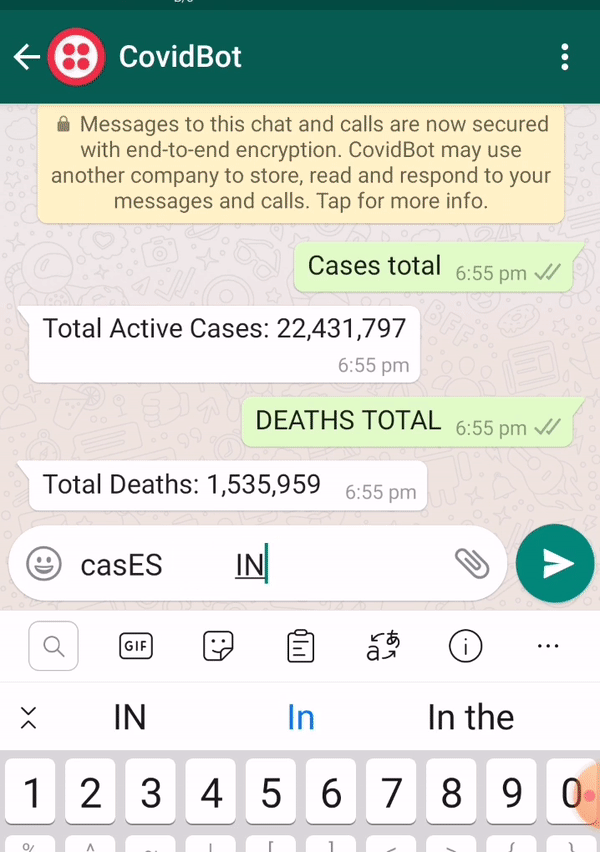 CovidBot
Messages to this chat and calls are now secured
with end-to-end encryption. CovidBot may use
another company to store, read and respond to your
messages and calls. Tap for more info.
Cases total 6:55 pm
Total Active Cases: 22,431,797
6:55 pm
DEATHS TOTAL 6:55 pm
Total Deaths: 1,535,959 6:55 pm
casES IN
GIF
IN In In the
1 2 3 4 5 6 7 8 9 0